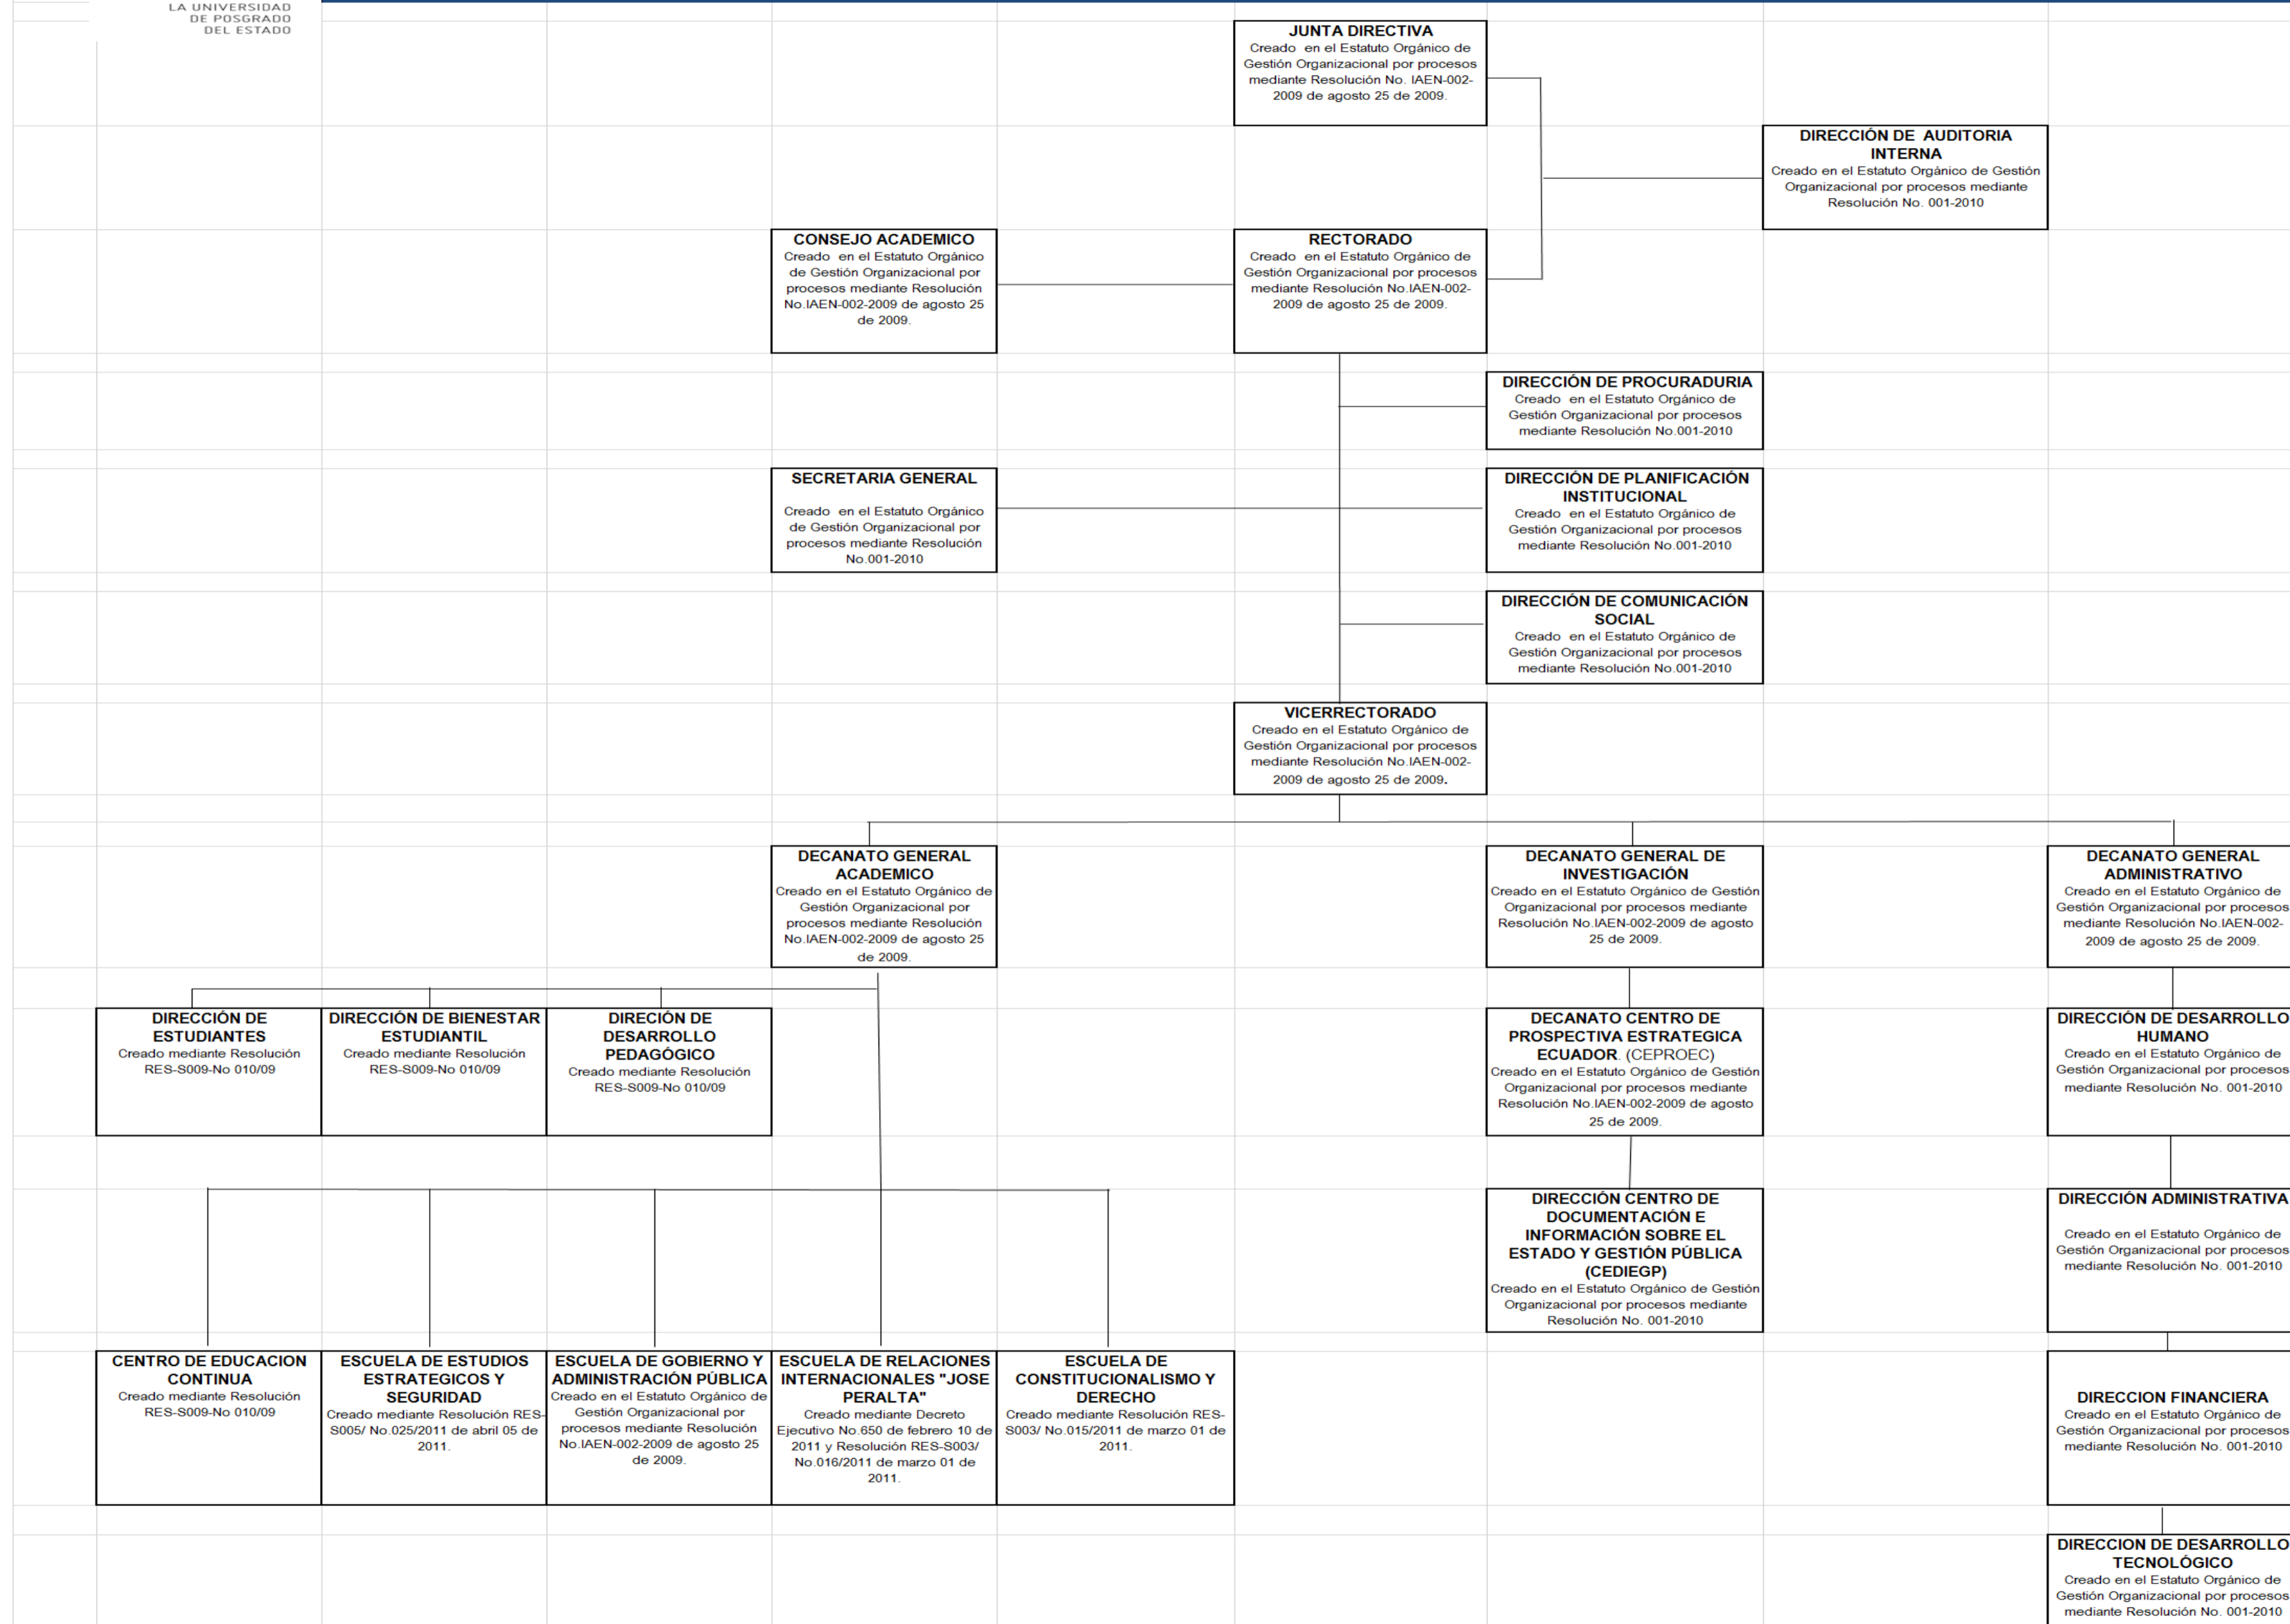 LA UNIVERSIDAD
DE POSGRADO
DEL ESTADO
JUNTA DIRECTIVA
Creado en el Estatuto Orgánico de
Gestión Organizacional por procesos
mediante Resolución No. IAEN-002-
2009 de agosto 25 de 2009.
DIRECCIÓN DE AUDITORIA
INTERNA
Creado en el Estatuto Orgánico de Gestión
Organizacional por procesos mediante
Resolución No. 001-2010
CONSEJO ACADEMICO
Creado en el Estatuto Orgánico
de Gestión Organizacional por
procesos mediante Resolución
No.IAEN-002-2009 de agosto 25
de 2009.
RECTORADO
Creado en el Estatuto Orgánico de
Gestión Organizacional por procesos
mediante Resolución No.IAEN-002-
2009 de agosto 25 de 2009.
DIRECCIÓN DE PROCURADURIA
Creado en el Estatuto Orgánico de
Gestión Organizacional por procesos
mediante Resolución No.001-2010
SECRETARIA GENERAL
Creado en el Estatuto Orgánico
de Gestión Organizacional por
procesos mediante Resolución
No.001-2010
DIRECCIÓN DE PLANIFICACIÓN
INSTITUCIONAL
Creado en el Estatuto Orgánico de
Gestión Organizacional por procesos
mediante Resolución No.001-2010
DIRECCIÓN DE COMUNICACIÓN
SOCIAL
Creado en el Estatuto Orgánico de
Gestión Organizacional por procesos
mediante Resolución No.001-2010
VICERRECTORADO
Creado en el Estatuto Orgánico de
Gestión Organizacional por procesos
mediante Resolución No.IAEN-002-
2009 de agosto 25 de 2009.
DECANATO GENERAL
ACADEMICO
Creado en el Estatuto Orgánico de
Gestión Organizacional por
procesos mediante Resolución
No.IAEN-002-2009 de agosto 25
de 2009.
DECANATO GENERAL DE
INVESTIGACIÓN
Creado en el Estatuto Orgánico de Gestión
Organizacional por procesos mediante
Resolución No.IAEN-002-2009 de agosto
25 de 2009.
DECANATO GENERAL
ADMINISTRATIVO
Creado en el Estatuto Orgánico de
Gestión Organizacional por procesos
mediante Resolución No.IAEN-002-
2009 de agosto 25 de 2009.
DIRECCIÓN DE
ESTUDIANTES
Creado mediante Resolución
RES-S009-No 010/09
DIRECCIÓN DE BIENESTAR
ESTUDIANTIL
Creado mediante Resolución
RES-S009-No 010/09
DIRECIÓN DE
DESARROLLO
PEDAGÓGICO
Creado mediante Resolución
RES-S009-No 010/09
DECANATO CENTRO DE
PROSPECTIVA ESTRATEGICA
ECUADOR. (CEPROEC)
Creado en el Estatuto Orgánico de Gestión
Organizacional por procesos mediante
Resolución No.IAEN-002-2009 de agosto
25 de 2009.
DIRECCIÓN DE DESARROLLO
HUMANO
Creado en el Estatuto Orgánico de
Gestión Organizacional por procesos
mediante Resolución No. 001-2010
DIRECCIÓN CENTRO DE
DOCUMENTACIÓN E
INFORMACIÓN SOBRE EL
ESTADO Y GESTIÓN PÚBLICA
(CEDIEGP)
Creado en el Estatuto Orgánico de Gestión
Organizacional por procesos mediante
Resolución No. 001-2010
DIRECCIÓN ADMINISTRATIVA
Creado en el Estatuto Orgánico de
Gestión Organizacional por procesos
mediante Resolución No. 001-2010
CENTRO DE EDUCACION
CONTINUA
Creado mediante Resolución
RES-S009-No 010/09
ESCUELA DE ESTUDIOS
ESTRATEGICOS Y
SEGURIDAD
Creado mediante Resolución RES-
S005/ No.025/2011 de abril 05 de
2011.
ESCUELA DE GOBIERNO Y
ADMINISTRACIÓN PÚBLICA
Creado en el Estatuto Orgánico de
Gestión Organizacional por
procesos mediante Resolución
No.IAEN-002-2009 de agosto 25
de 2009.
ESCUELA DE RELACIONES
INTERNACIONALES "JOSE
PERALTA"
Creado mediante Decreto
Ejecutivo No.650 de febrero 10 de
2011 y Resolución RES-S003/
No.016/2011 de marzo 01 de
2011.
ESCUELA DE
CONSTITUCIONALISMO Y
DERECHO
Creado mediante Resolución RES-
S003/ No.015/2011 de marzo 01 de
2011.
DIRECCION FINANCIERA
Creado en el Estatuto Orgánico de
Gestión Organizacional por procesos
mediante Resolución No. 001-2010
DIRECCION DE DESARROLLO
TECNOLÓGICO
Creado en el Estatuto Orgánico de
Gestión Organizacional por procesos
mediante Resolución No. 001-2010